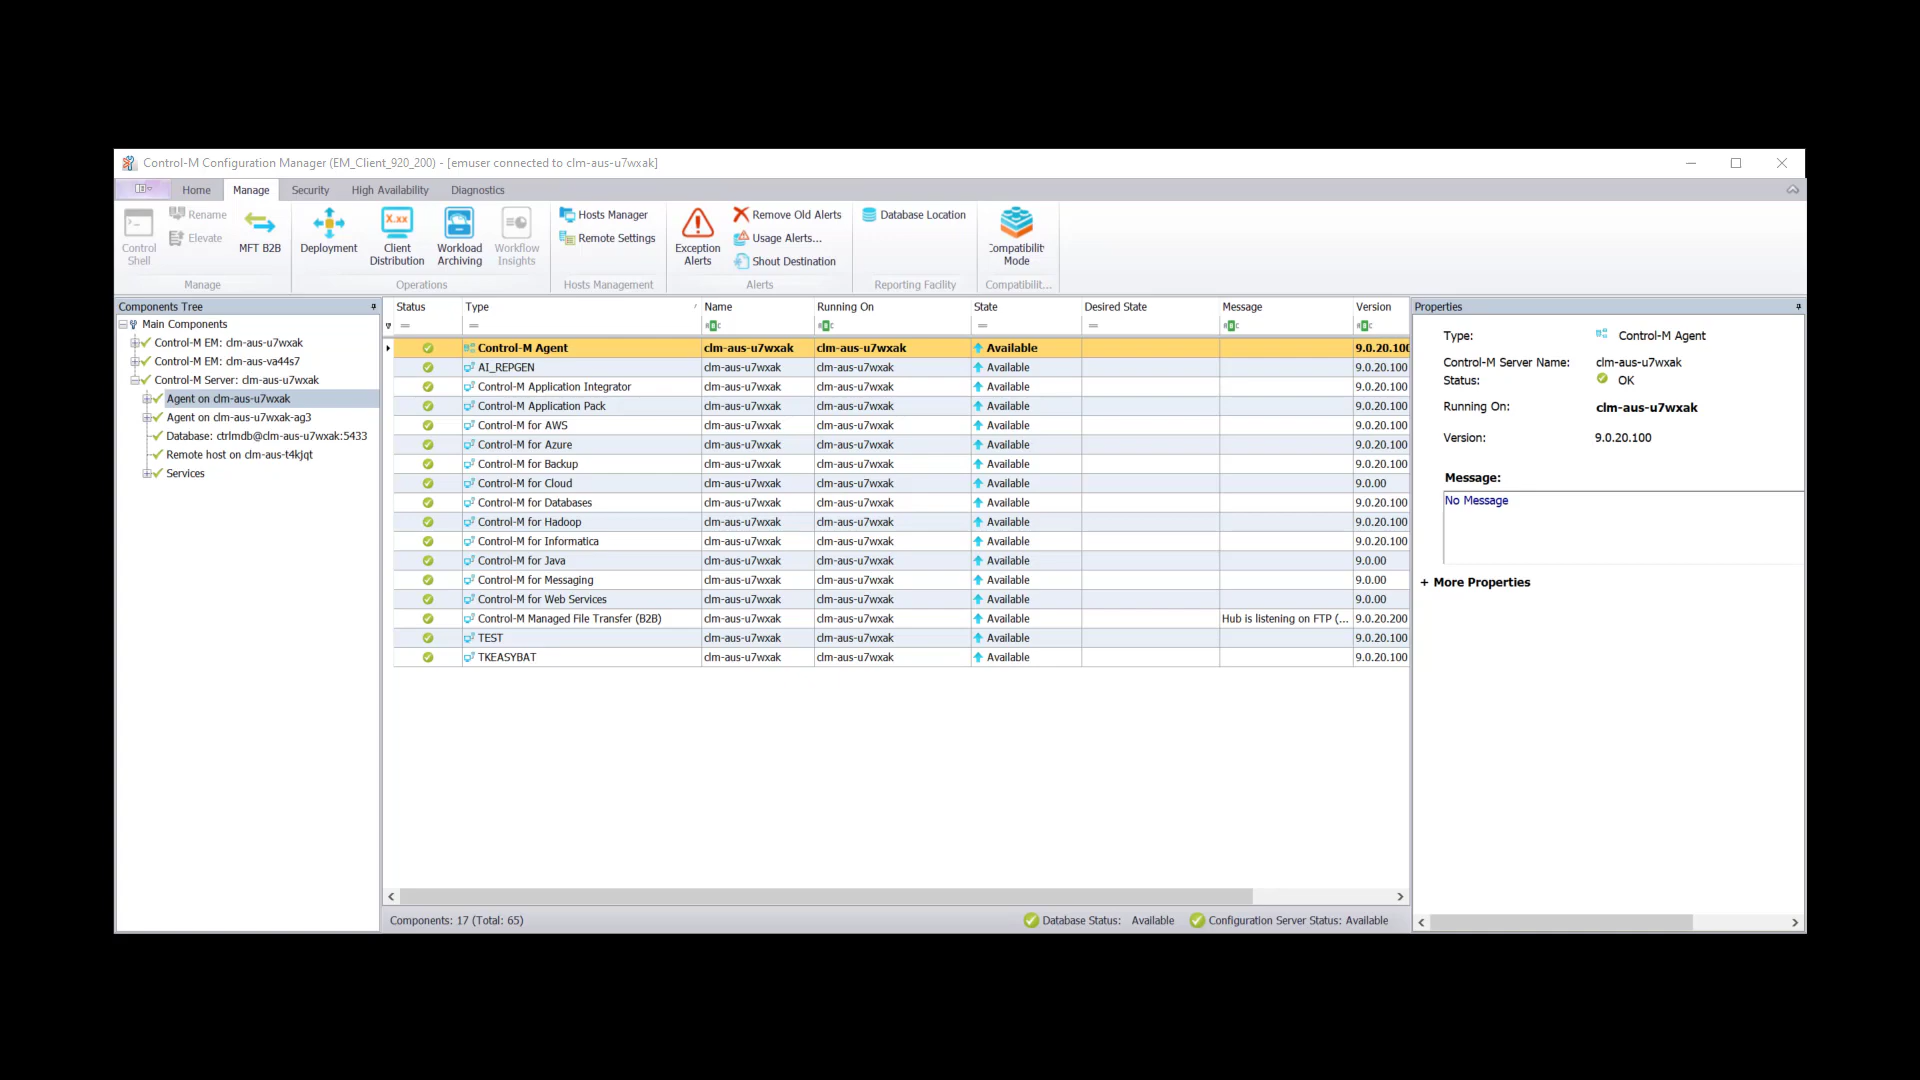 Control-M Configuration Manager (EM_Client_920_200) - [emuser connected to clm-aus-u7wxak]
Home Manage Security High Availability Diagnostics
Control Shell
Rename
Elevate
MFT B2B
Manage
Deployment
Client Distribution
Workload Archiving
Workflow Insights
Operations
Hosts Manager
Remote Settings
Hosts Management
Exception Alerts
Remove Old Alerts
Usage Alerts...
Shout Destination
Alerts
Database Location
Reporting Facility
Compatibilit Mode
Compatibilit...
Components Tree
Main Components
Control-M EM: clm-aus-u7wxak
Control-M EM: clm-aus-va44s7
Control-M Server: clm-aus-u7wxak
Agent on clm-aus-u7wxak
Agent on clm-aus-u7wxak-ag3
Database: ctrlmdb@clm-aus-u7wxak:5433
Remote host on clm-aus-t4kjqt
Services
Status Type Name Running On State Desired State Message Version
Control-M Agent clm-aus-u7wxak clm-aus-u7wxak Available 9.0.20.100
AI_REPGEN clm-aus-u7wxak clm-aus-u7wxak Available 9.0.20.100
Control-M Application Integrator clm-aus-u7wxak clm-aus-u7wxak Available 9.0.20.100
Control-M Application Pack clm-aus-u7wxak clm-aus-u7wxak Available 9.0.20.100
Control-M for AWS clm-aus-u7wxak clm-aus-u7wxak Available 9.0.20.100
Control-M for Azure clm-aus-u7wxak clm-aus-u7wxak Available 9.0.20.100
Control-M for Backup clm-aus-u7wxak clm-aus-u7wxak Available 9.0.20.100
Control-M for Cloud clm-aus-u7wxak clm-aus-u7wxak Available 9.0.00
Control-M for Databases clm-aus-u7wxak clm-aus-u7wxak Available 9.0.20.100
Control-M for Hadoop clm-aus-u7wxak clm-aus-u7wxak Available 9.0.20.100
Control-M for Informatica clm-aus-u7wxak clm-aus-u7wxak Available 9.0.20.100
Control-M for Java clm-aus-u7wxak clm-aus-u7wxak Available 9.0.00
Control-M for Messaging clm-aus-u7wxak clm-aus-u7wxak Available 9.0.00
Control-M for Web Services clm-aus-u7wxak clm-aus-u7wxak Available 9.0.00
Control-M Managed File Transfer (B2B) clm-aus-u7wxak clm-aus-u7wxak Available Hub is listening on FTP (... 9.0.20.200
TEST clm-aus-u7wxak clm-aus-u7wxak Available 9.0.20.100
TKEASYBAT clm-aus-u7wxak clm-aus-u7wxak Available 9.0.20.100
Components: 17 (Total: 65) Database Status: Available Configuration Server Status: Available
Properties
Type: Control-M Agent
Control-M Server Name: clm-aus-u7wxak
Status: OK
Running On: clm-aus-u7wxak
Version: 9.0.20.100
Message:
No Message
+ More Properties